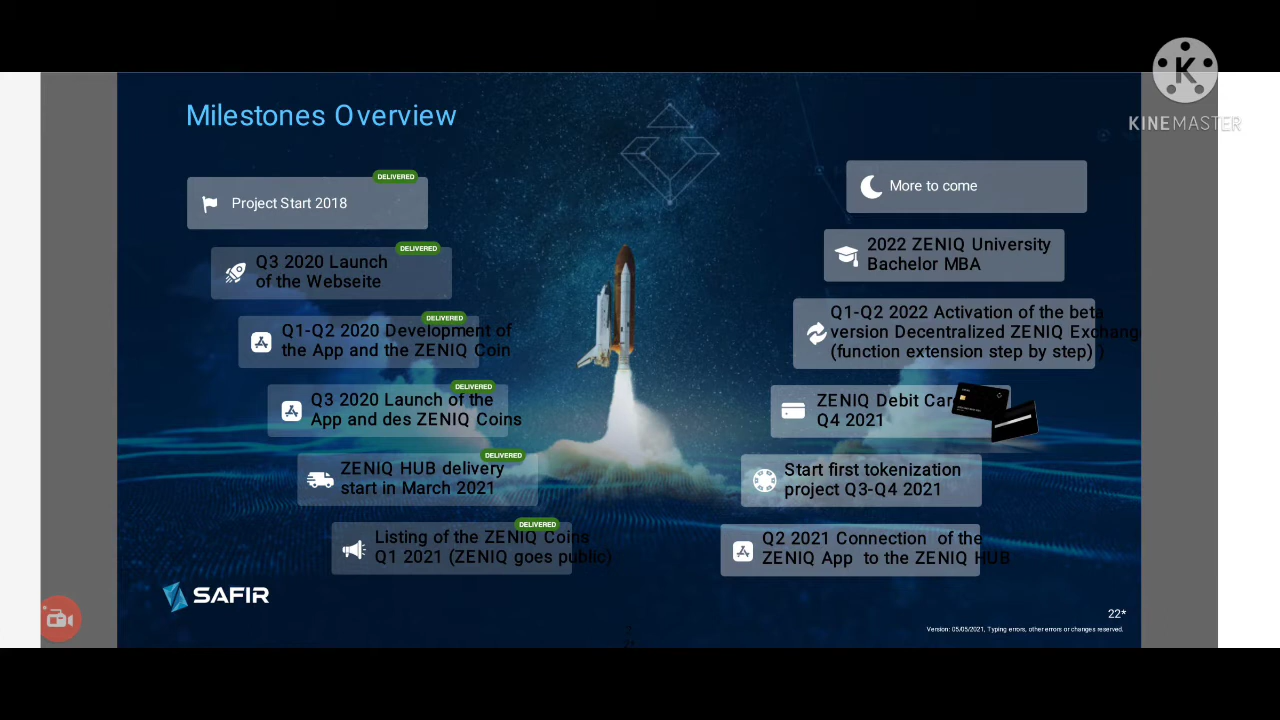 KINEMASTER
Milestones Overview
DELIVERED
Project Start 2018
DELIVERED
Q3 2020 Launch
of the Webseite
DELIVERED
Q1-Q2 2020 Development of
the App and the ZENIQ Coin
DELIVERED
Q3 2020 Launch of the
App and des ZENIQ Coins
DELIVERED
ZENIQ HUB delivery
start in March 2021
DELIVERED
Listing of the ZENIQ Coins
Q1 2021 (ZENIQ goes public)
More to come
2022 ZENIQ University
Bachelor MBA
Q1-Q2 2022 Activation of the beta
version Decentralized ZENIQ Exchang
(function extension step by step) )
ZENIQ Debit Car
Q4 2021
Start first tokenization
project Q3-Q4 2021
Q2 2021 Connection of the
ZENIQ App to the ZENIQ HUB
SAFIR
22*
Version: 05/05/2021, Typing errors, other errors or changes reserved.